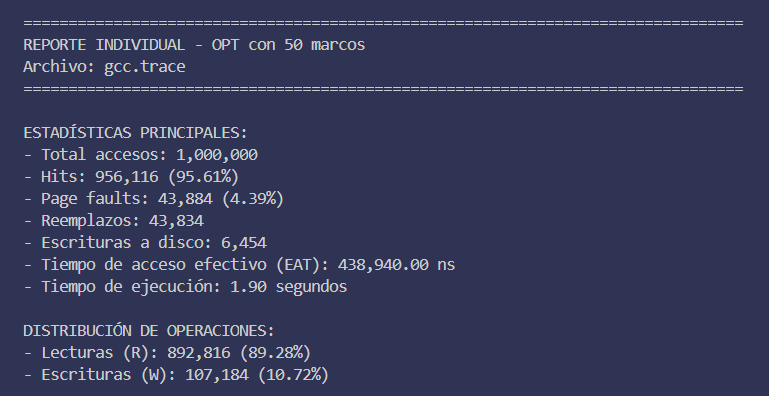 ================================================================================
REPORTE INDIVIDUAL - OPT con 50 marcos
Archivo: gcc.trace
================================================================================
ESTADÍSTICAS PRINCIPALES:
- Total accesos: 1,000,000
- Hits: 956,116 (95.61%)
- Page faults: 43,884 (4.39%)
- Reemplazos: 43,834
- Escrituras a disco: 6,454
- Tiempo de acceso efectivo (EAT): 438,940.00 ns
- Tiempo de ejecución: 1.90 segundos
DISTRIBUCIÓN DE OPERACIONES:
- Lecturas (R): 892,816 (89.28%)
- Escrituras (W): 107,184 (10.72%)